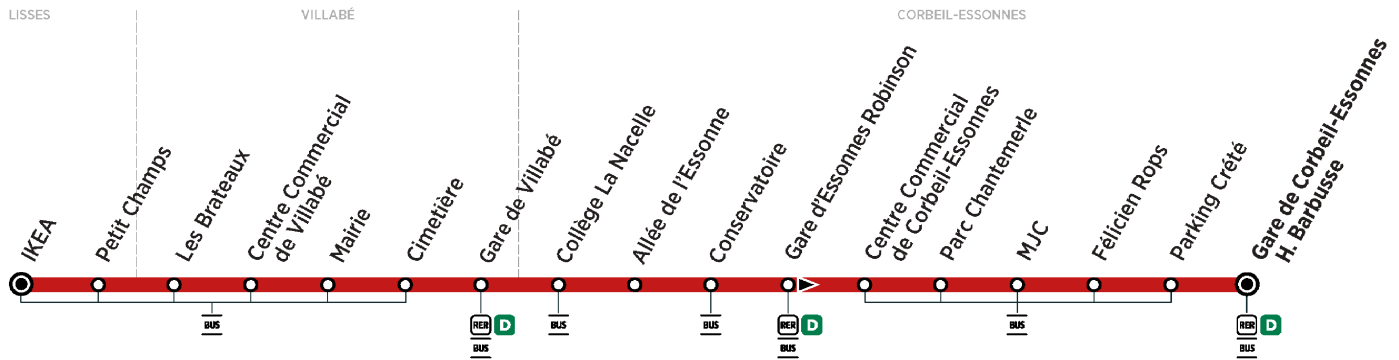 LISSES
VILLABÉ
CORBEIL-ESSONNES
IKEA
Petit Champs
Les Brateaux
Centre Commercial
de Villabé
Mairie
Cimetière
Gare de Villabé
Collège La Nacelle
Allée de l'Essonne
Conservatoire
Gare d'Essonnes Robinson
Centre Commercial
de Corbeil-Essonnes
Parc Chantemerle
MJC
Félicien Rops
Parking Crété
Gare de Corbeil-Essonnes
H. Barbusse
BUS
RER D
BUS
BUS
BUS
RER D
BUS
BUS
RER D
BUS